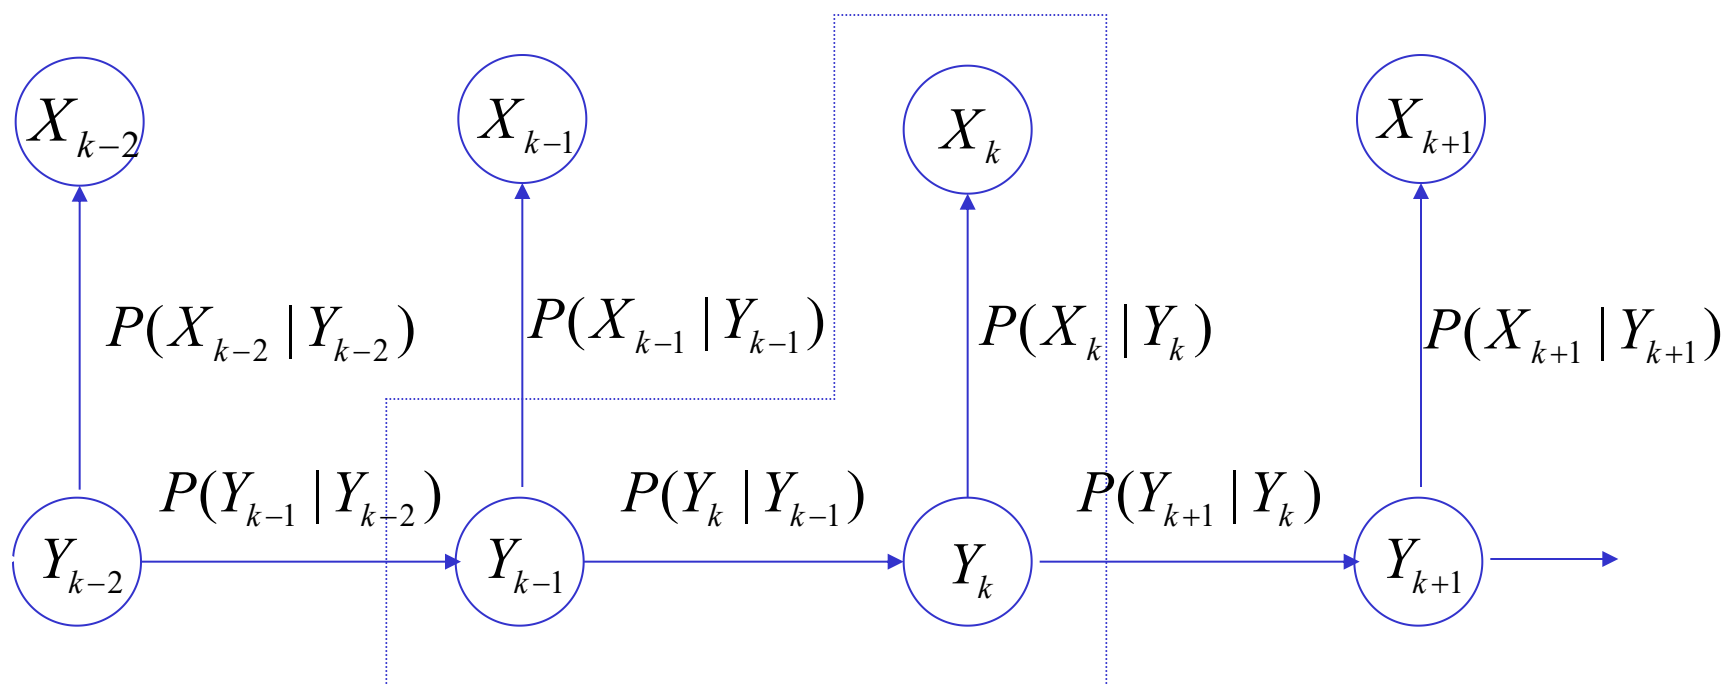 X_{k-2} X_{k-1} X_k X_{k+1}
P(X_{k-2} | Y_{k-2}) P(X_{k-1} | Y_{k-1}) P(X_k | Y_k) P(X_{k+1} | Y_{k+1})
P(Y_{k-1} | Y_{k-2}) P(Y_k | Y_{k-1}) P(Y_{k+1} | Y_k)
Y_{k-2} Y_{k-1} Y_k Y_{k+1}